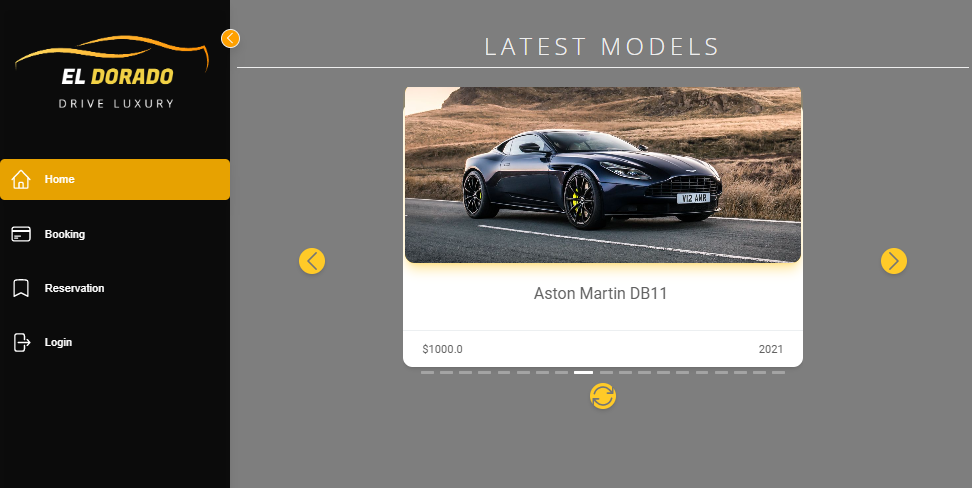 EL DORADO
DRIVE LUXURY
Home
Booking
Reservation
Login
LATEST MODELS
V12 AMR
Aston Martin DB11
$1000.0 2021